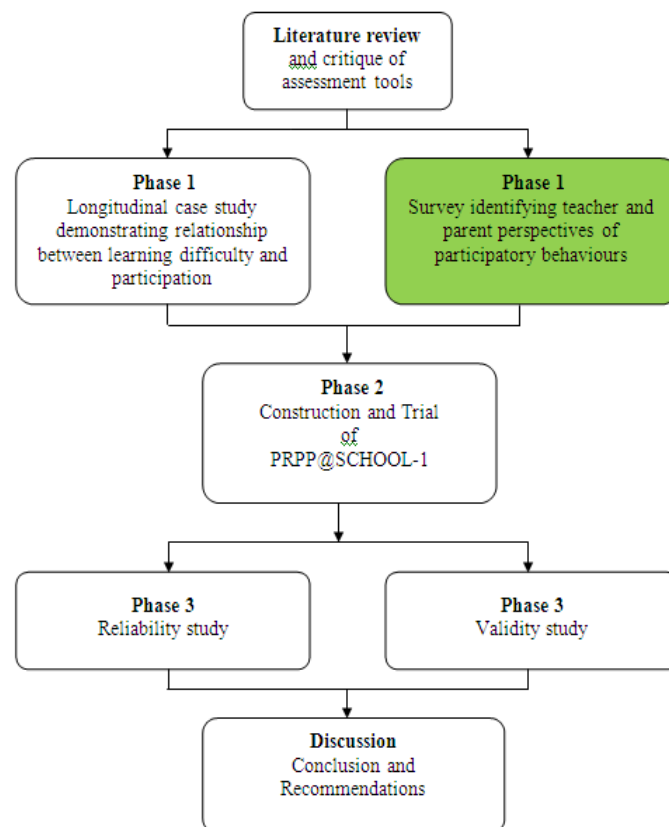 Literature review
and critique of
assessment tools
Phase 1
Longitudinal case study
demonstrating relationship
between learning difficulty and
participation
Phase 1
Survey identifying teacher and
parent perspectives of
participatory behaviours
Phase 2
Construction and Trial
of
PRPP@SCHOOL-1
Phase 3
Reliability study
Phase 3
Validity study
Discussion
Conclusion and
Recommendations